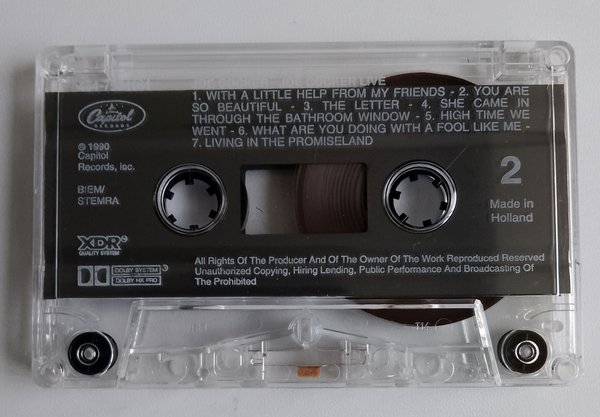 JOE COCKER LIVE
1. WITH A LITTLE HELP FROM MY FRIENDS - 2. YOU ARE
SO BEAUTIFUL - 3. THE LETTER - 4. SHE CAME IN
THROUGH THE BATHROOM WINDOW - 5. HIGH TIME WE
WENT - 6. WHAT ARE YOU DOING WITH A FOOL LIKE ME -
7. LIVING IN THE PROMISELAND
Capitol
RECORDS
℗ 1990
Capitol
Records, Inc.
BIEM/
STEMRA
2
Made in
Holland
XDR
QUALITY SYSTEM
DOLBY SYSTEM
DOLBY HX PRO
All Rights Of The Producer And Of The Owner Of The Work Reproduced Reserved
Unauthorized Copying, Hiring Lending, Public Performance And Broadcasting Of
The Prohibited